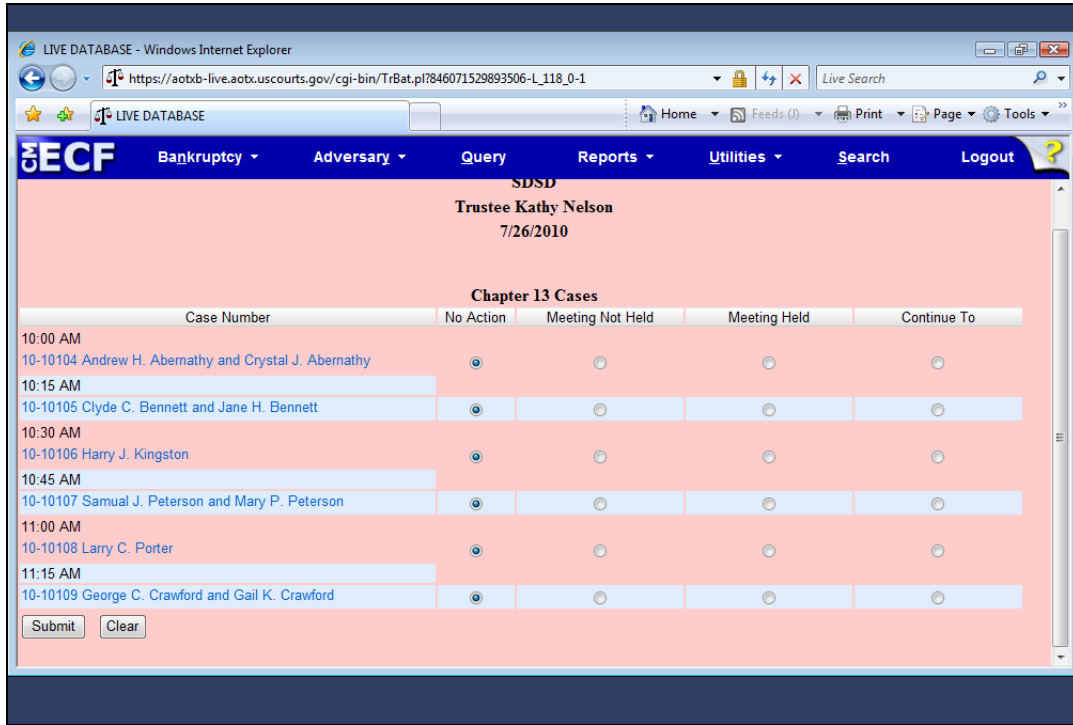 LIVE DATABASE - Windows Internet Explorer
https://aotxb-live.aotx.uscourts.gov/cgi-bin/TrBat.pl?846071529893506-L_118_0-1 Live Search
LIVE DATABASE Home Feeds (J) Print Page Tools »
CM ECF Bankruptcy Adversary Query Reports Utilities Search Logout ?
SDSD
Trustee Kathy Nelson
7/26/2010
Chapter 13 Cases
Case Number No Action Meeting Not Held Meeting Held Continue To
10:00 AM
10-10104 Andrew H. Abernathy and Crystal J. Abernathy
10:15 AM
10-10105 Clyde C. Bennett and Jane H. Bennett
10:30 AM
10-10106 Harry J. Kingston
10:45 AM
10-10107 Samual J. Peterson and Mary P. Peterson
11:00 AM
10-10108 Larry C. Porter
11:15 AM
10-10109 George C. Crawford and Gail K. Crawford
Submit Clear